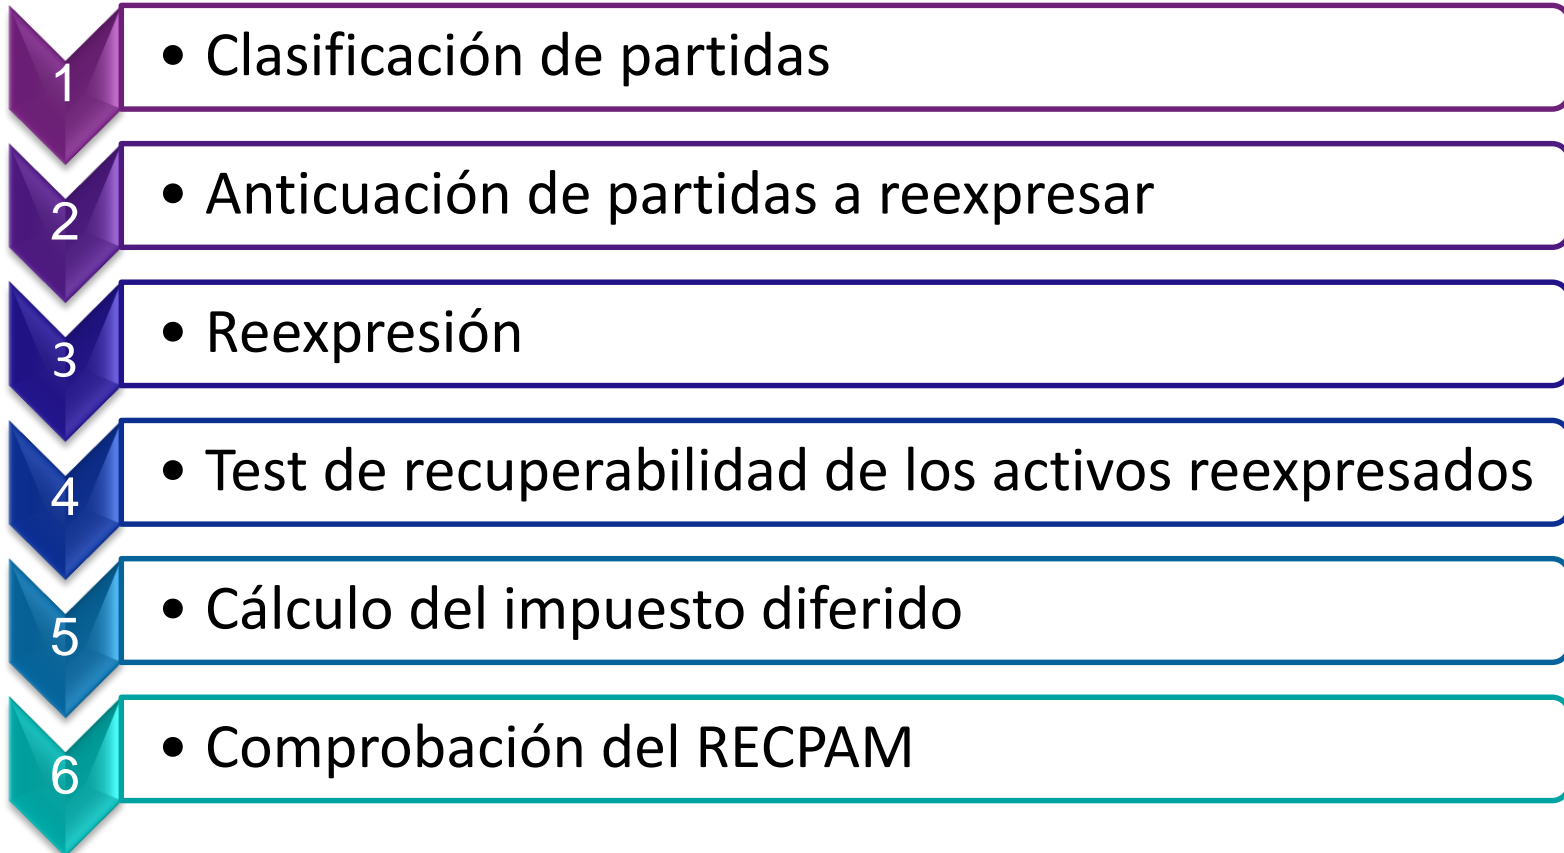 1 • Clasificación de partidas
2 • Anticuación de partidas a reexpresar
3 • Reexpresión
4 • Test de recuperabilidad de los activos reexpresados
5 • Cálculo del impuesto diferido
6 • Comprobación del RECPAM